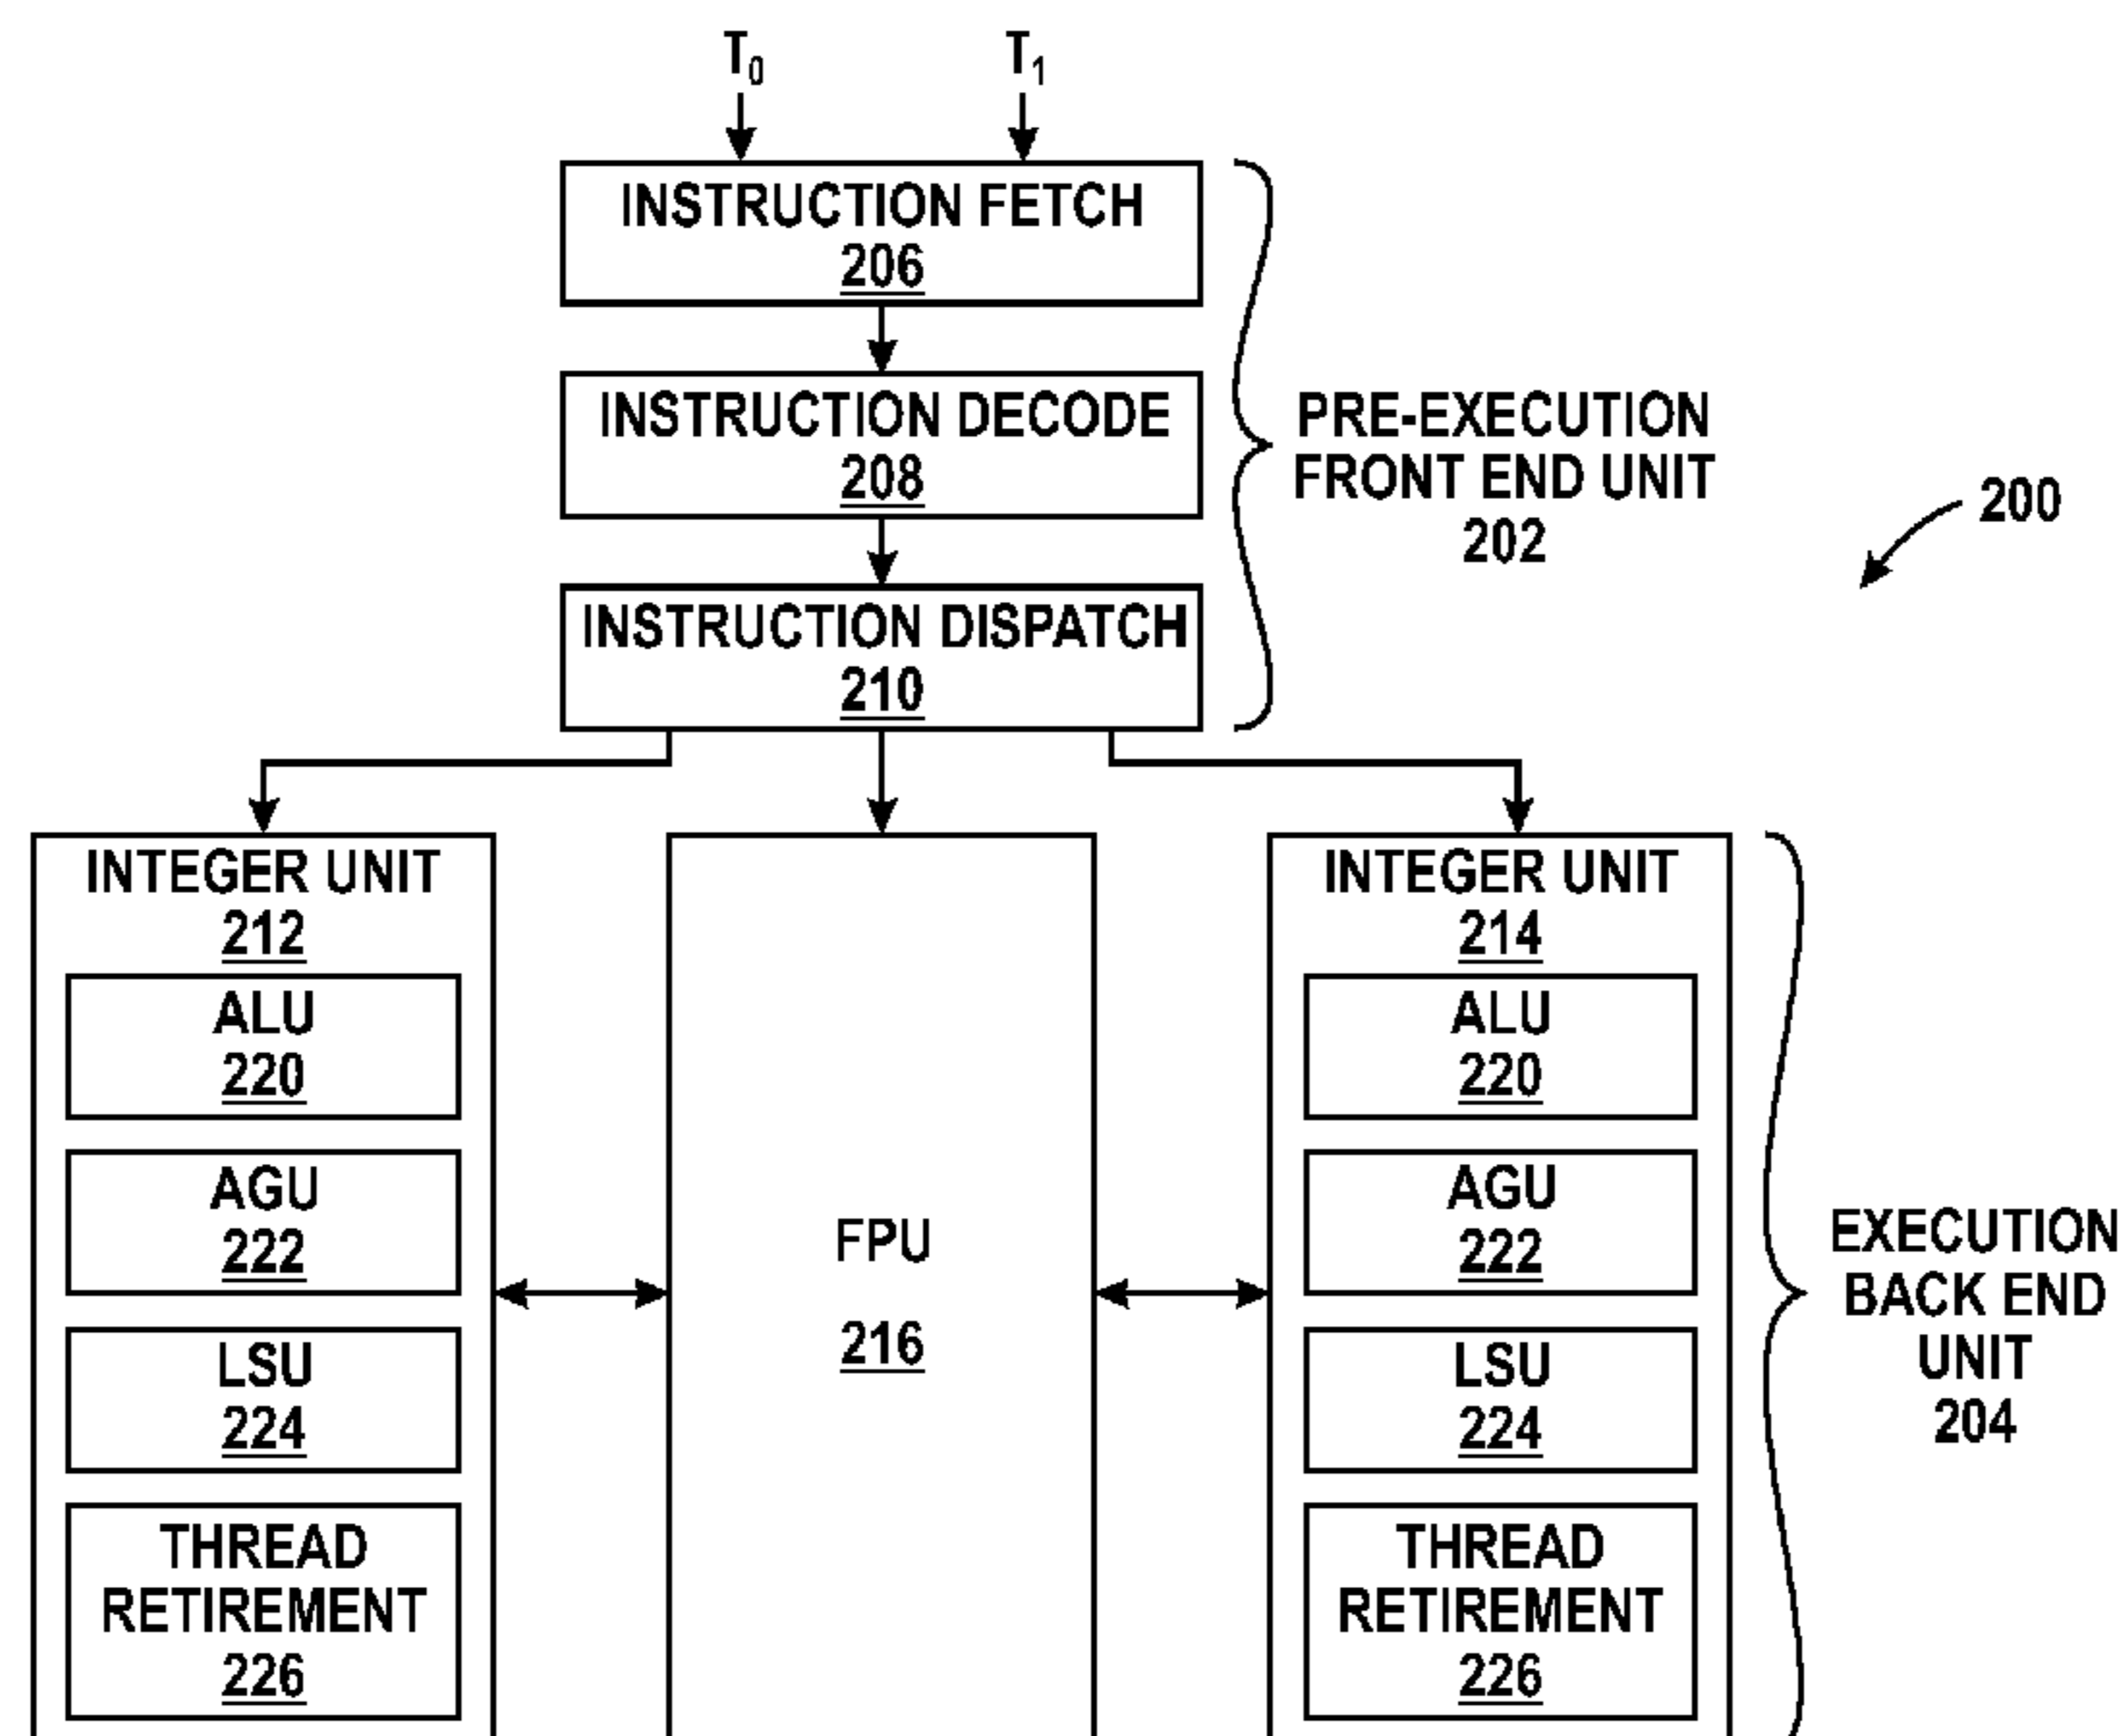 T0 T1
INSTRUCTION FETCH
206
INSTRUCTION DECODE
208
INSTRUCTION DISPATCH
210
PRE-EXECUTION
FRONT END UNIT
202
200
INTEGER UNIT
212
ALU
220
AGU
222
LSU
224
THREAD
RETIREMENT
226
FPU
216
INTEGER UNIT
214
ALU
220
AGU
222
LSU
224
THREAD
RETIREMENT
226
EXECUTION
BACK END
UNIT
204